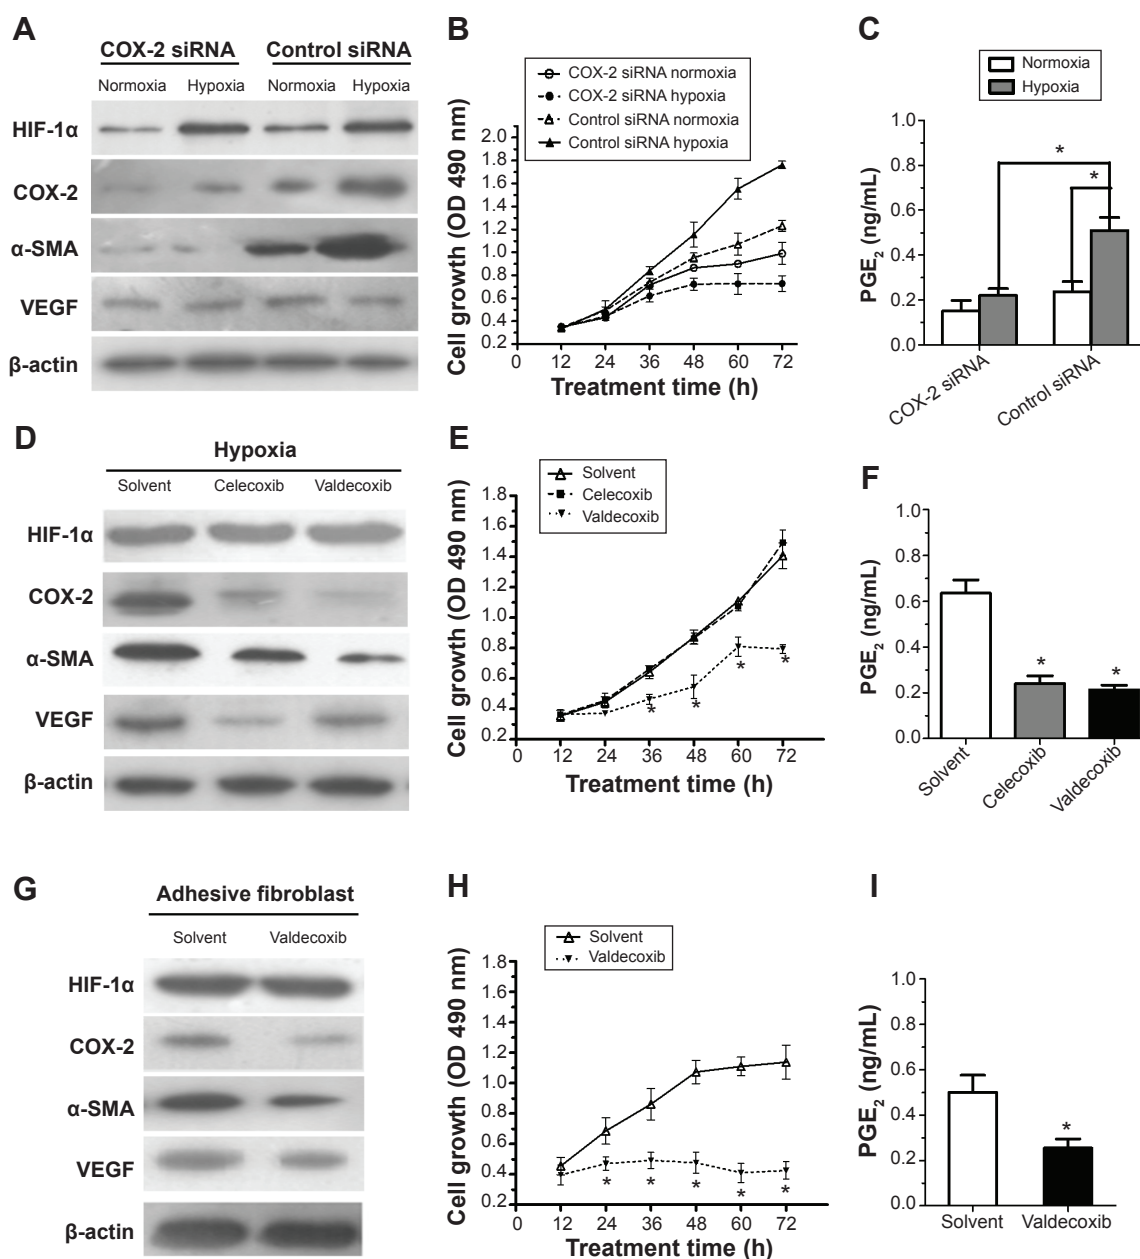 A
COX-2 siRNA Control siRNA
Normoxia Hypoxia Normoxia Hypoxia
HIF-1α
COX-2
α-SMA
VEGF
β-actin
B
COX-2 siRNA normoxia
COX-2 siRNA hypoxia
Control siRNA normoxia
Control siRNA hypoxia
Cell growth (OD 490 nm)
2.0
1.8
1.6
1.4
1.2
1.0
0.8
0.6
0.4
0.2
0 12 24 36 48 60 72
Treatment time (h)
C
Normoxia
Hypoxia
PGE₂ (ng/mL)
1.0
0.8
0.6
0.4
0.2
0.0
*
*
COX-2 siRNA
Control siRNA
D
Hypoxia
Solvent Celecoxib Valdecoxib
HIF-1α
COX-2
α-SMA
VEGF
β-actin
E
Solvent
Celecoxib
Valdecoxib
Cell growth (OD 490 nm)
1.8
1.6
1.4
1.2
1.0
0.8
0.6
0.4
0.2
* * * *
0 12 24 36 48 60 72
Treatment time (h)
F
PGE₂ (ng/mL)
1.0
0.8
0.6
0.4
0.2
0.0
* *
Solvent
Celecoxib
Valdecoxib
G
Adhesive fibroblast
Solvent Valdecoxib
HIF-1α
COX-2
α-SMA
VEGF
β-actin
H
Solvent
Valdecoxib
Cell growth (OD 490 nm)
1.8
1.6
1.4
1.2
1.0
0.8
0.6
0.4
0.2
* * * * *
0 12 24 36 48 60 72
Treatment time (h)
I
PGE₂ (ng/mL)
1.0
0.8
0.6
0.4
0.2
0.0
*
Solvent Valdecoxib